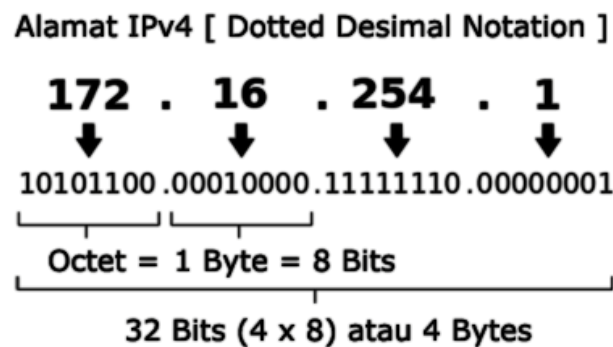 Alamat IPv4 [ Dotted Desimal Notation ]
172 . 16 . 254 . 1
10101100.00010000.11111110.00000001
Octet = 1 Byte = 8 Bits
32 Bits (4 x 8) atau 4 Bytes